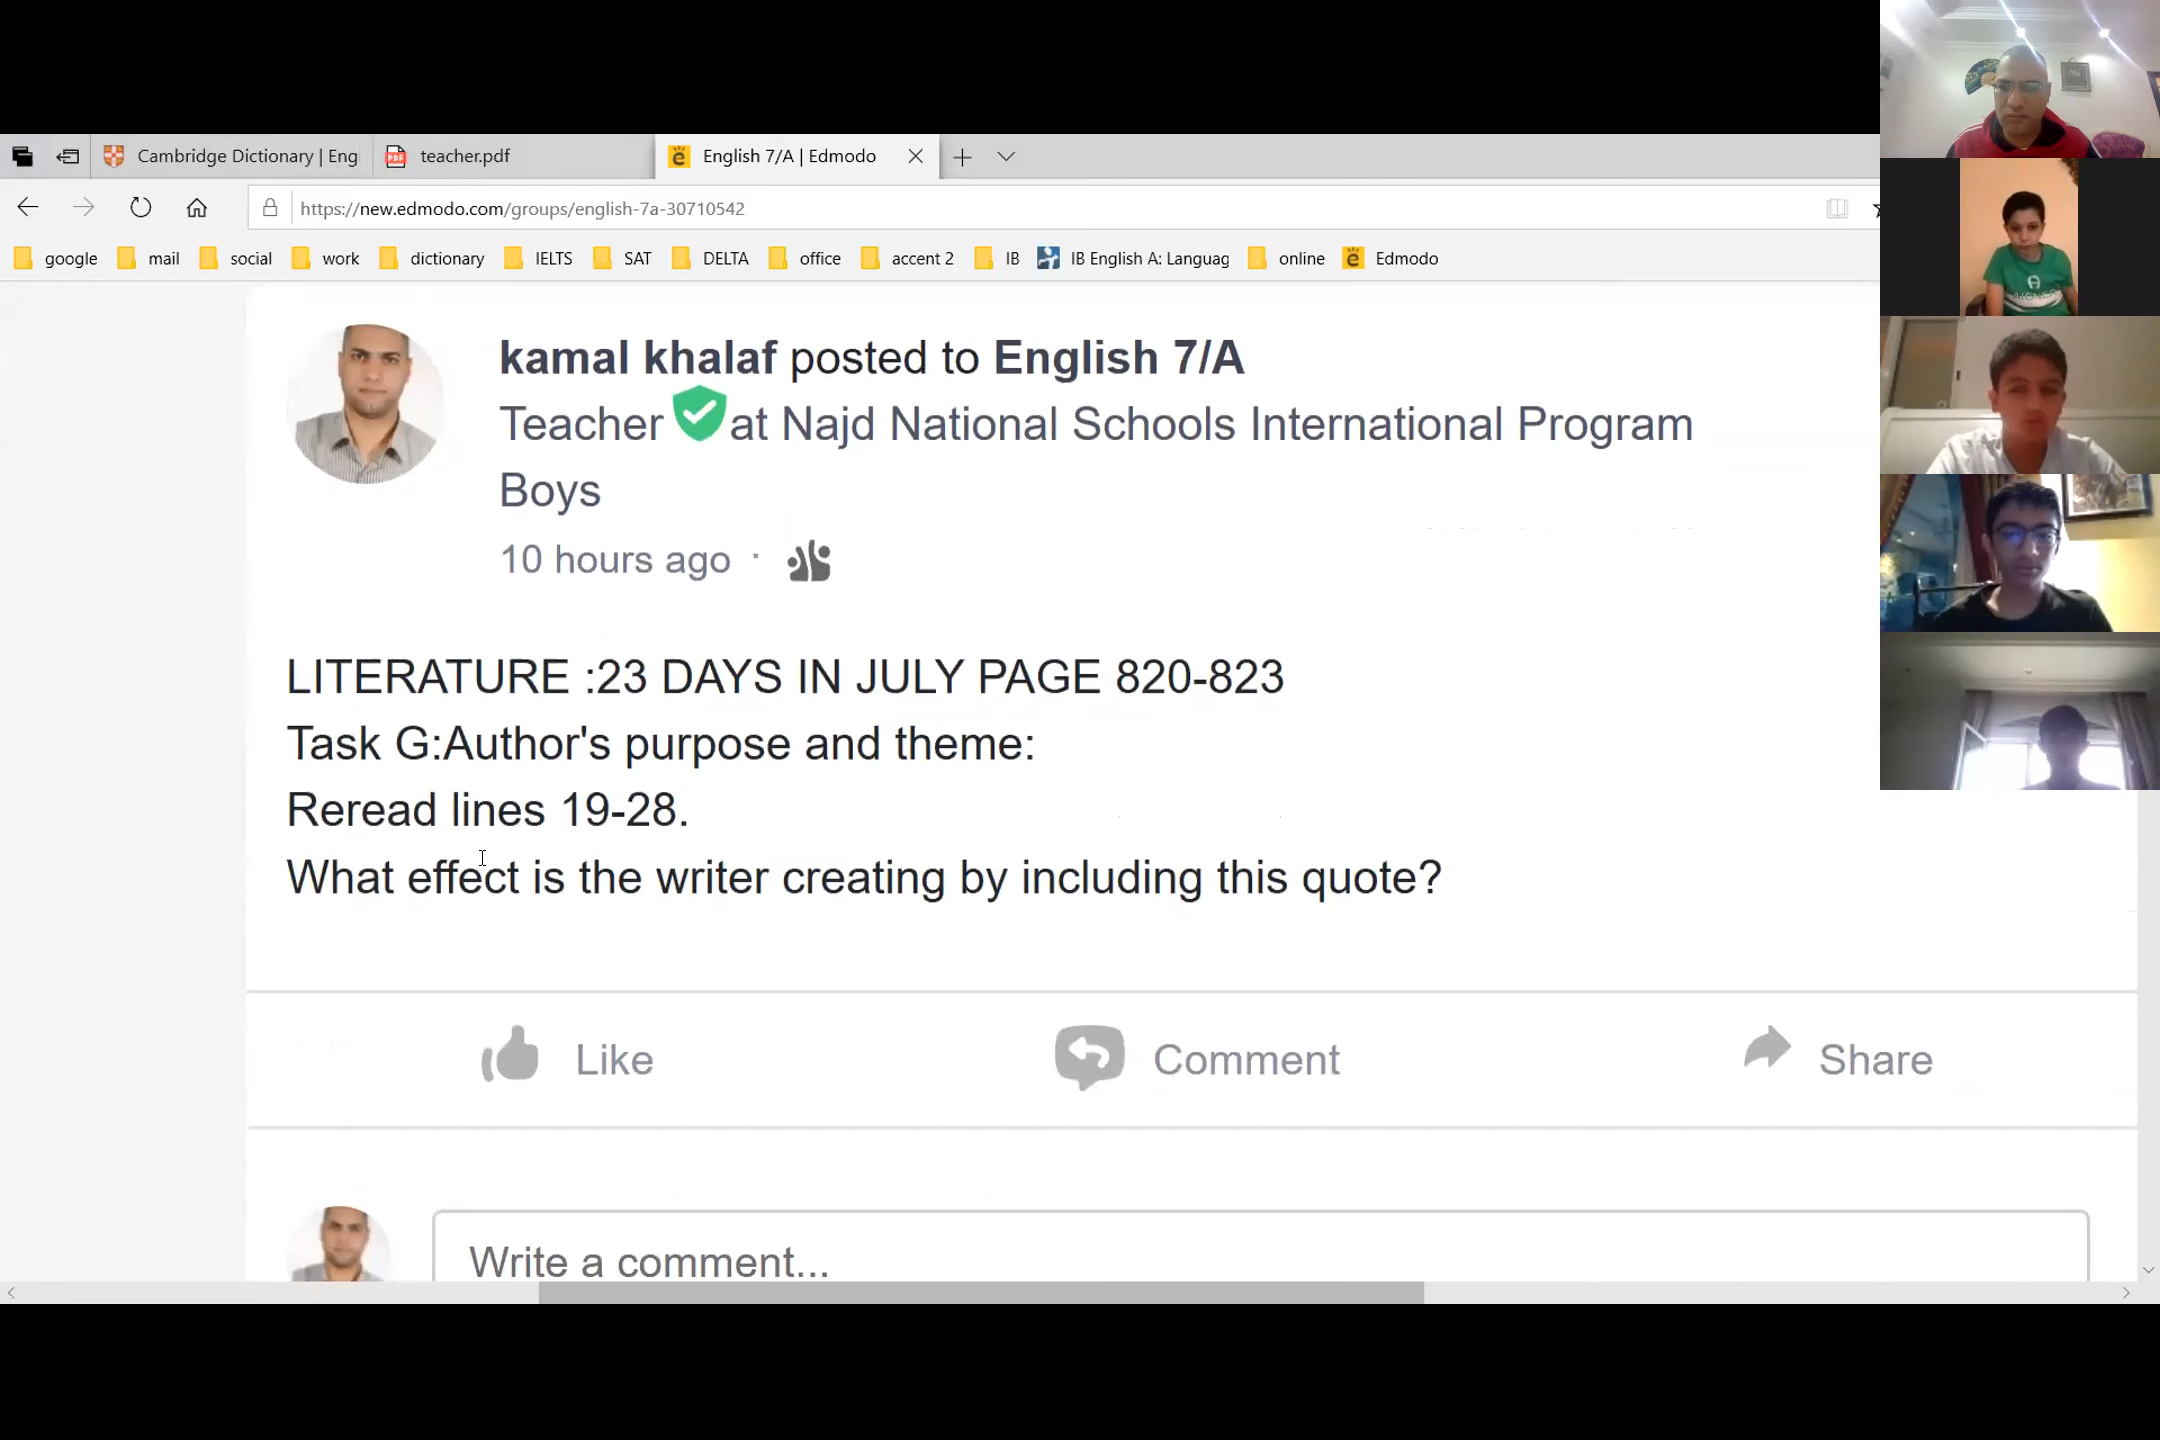 Cambridge Dictionary | Eng
teacher.pdf
English 7/A | Edmodo
https://new.edmodo.com/groups/english-7a-30710542
google mail social work dictionary IELTS SAT DELTA office accent 2 IB IB English A: Languag online Edmodo
kamal khalaf posted to English 7/A
Teacher at Najd National Schools International Program
Boys
10 hours ago ·
LITERATURE :23 DAYS IN JULY PAGE 820-823
Task G:Author's purpose and theme:
Reread lines 19-28.
What effect is the writer creating by including this quote?
Like Comment Share
Write a comment...